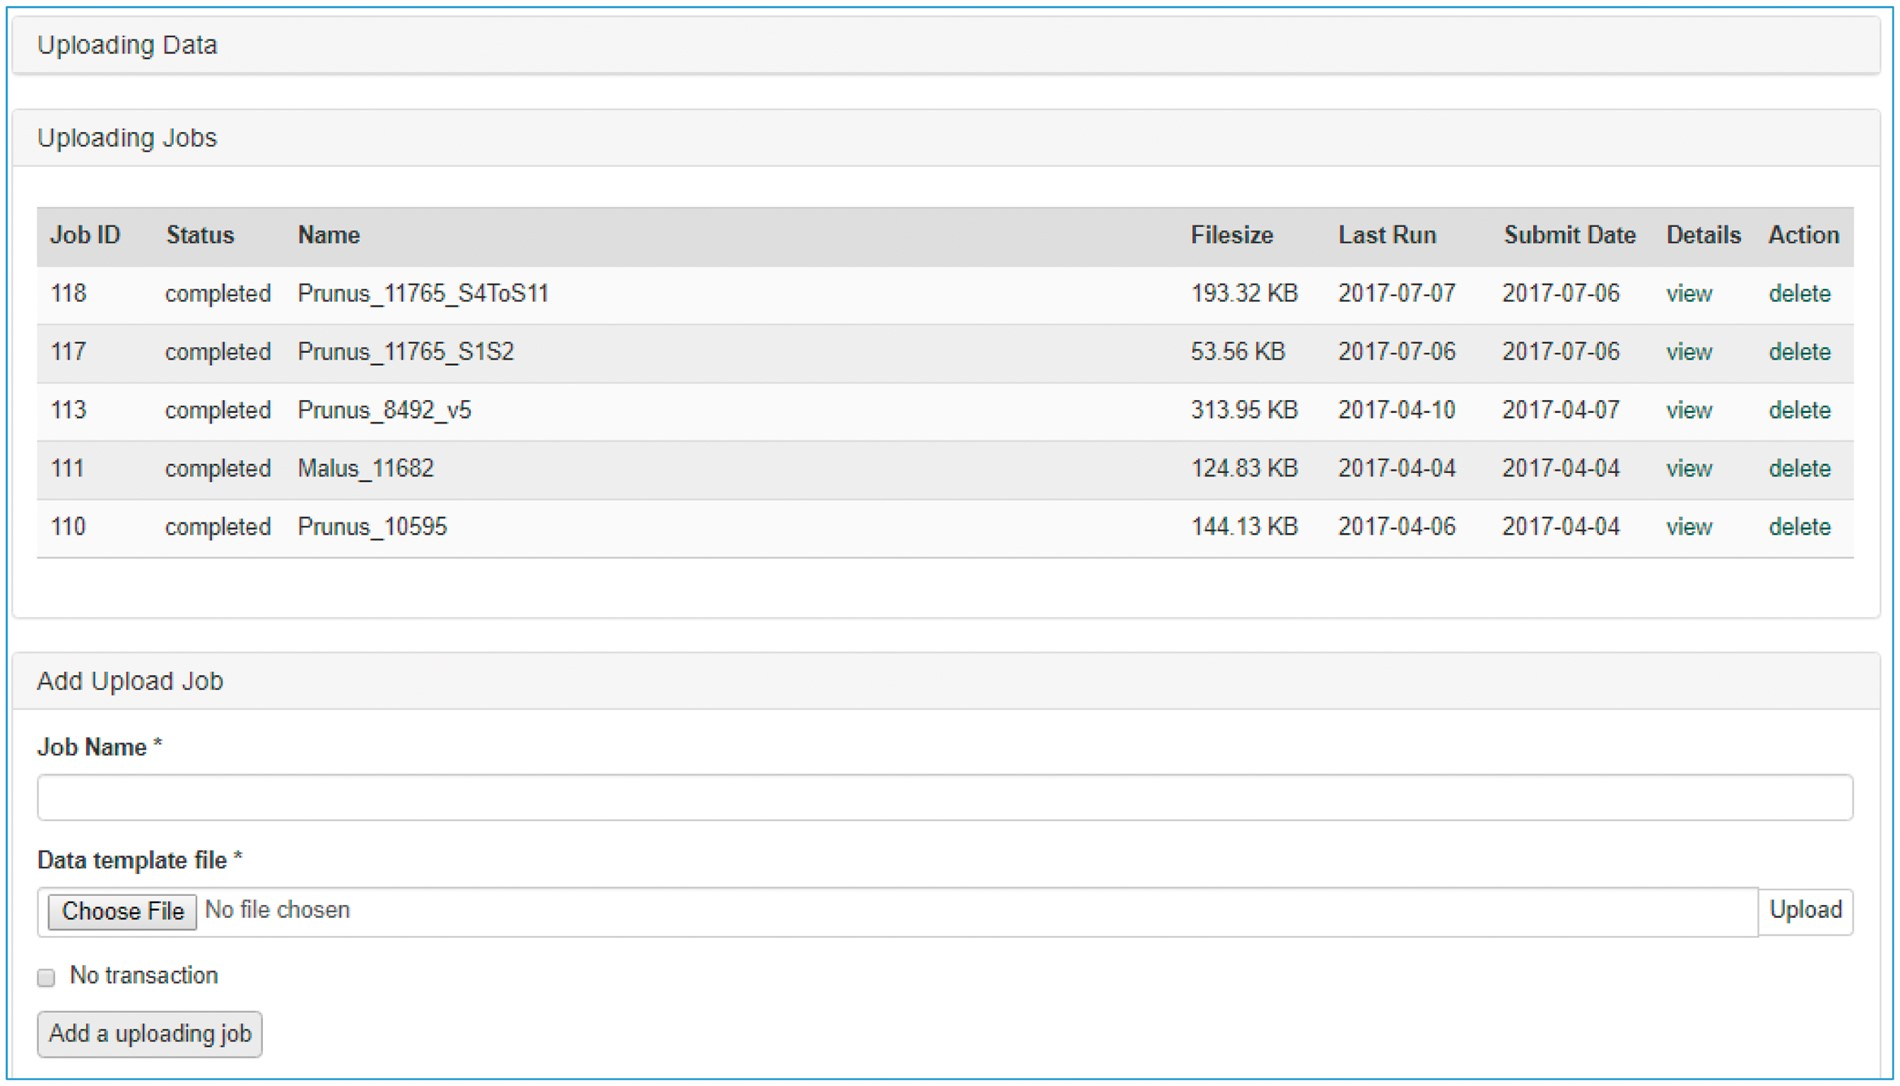 Uploading Data
Uploading Jobs
Job ID Status Name Filesize Last Run Submit Date Details Action
118 completed Prunus_11765_S4ToS11 193.32 KB 2017-07-07 2017-07-06 view delete
117 completed Prunus_11765_S1S2 53.56 KB 2017-07-06 2017-07-06 view delete
113 completed Prunus_8492_v5 313.95 KB 2017-04-10 2017-04-07 view delete
111 completed Malus_11682 124.83 KB 2017-04-04 2017-04-04 view delete
110 completed Prunus_10595 144.13 KB 2017-04-06 2017-04-04 view delete
Add Upload Job
Job Name *
Data template file *
Choose File No file chosen Upload
No transaction
Add a uploading job